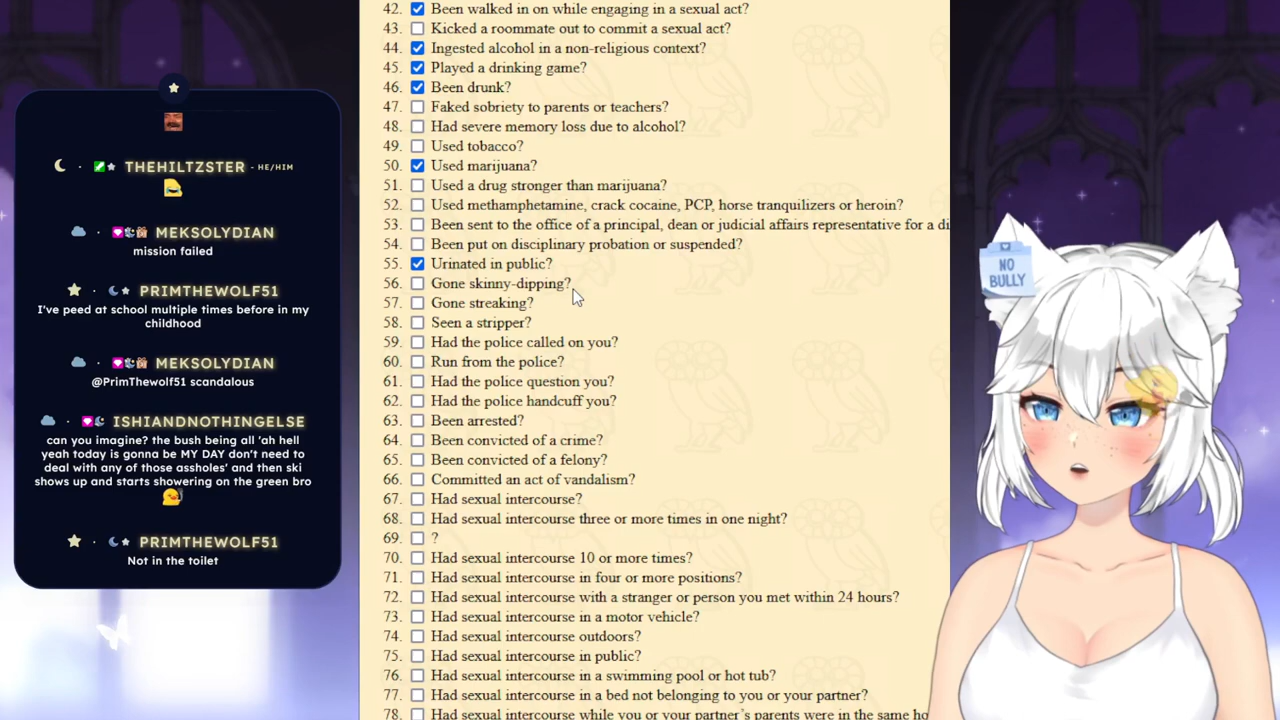 THEHILTZSTER - HE/HIM
MEKSOLYDIAN
mission failed
PRIMTHEWOLF51
I've peed at school multiple times before in my
childhood
MEKSOLYDIAN
@PrimThewolf51 scandalous
ISHIANDNOTHINGELSE
can you imagine? the bush being all 'ah hell
yeah today is gonna be MY DAY don't need to
deal with any of those assholes' and then ski
shows up and starts showering on the green bro
PRIMTHEWOLF51
Not in the toilet
42. Been walked in on while engaging in a sexual act?
43. Kicked a roommate out to commit a sexual act?
44. Ingested alcohol in a non-religious context?
45. Played a drinking game?
46. Been drunk?
47. Faked sobriety to parents or teachers?
48. Had severe memory loss due to alcohol?
49. Used tobacco?
50. Used marijuana?
51. Used a drug stronger than marijuana?
52. Used methamphetamine, crack cocaine, PCP, horse tranquilizers or heroin?
53. Been sent to the office of a principal, dean or judicial affairs representative for a di
54. Been put on disciplinary probation or suspended?
55. Urinated in public?
56. Gone skinny-dipping?
57. Gone streaking?
58. Seen a stripper?
59. Had the police called on you?
60. Run from the police?
61. Had the police question you?
62. Had the police handcuff you?
63. Been arrested?
64. Been convicted of a crime?
65. Been convicted of a felony?
66. Committed an act of vandalism?
67. Had sexual intercourse?
68. Had sexual intercourse three or more times in one night?
69. ?
70. Had sexual intercourse 10 or more times?
71. Had sexual intercourse in four or more positions?
72. Had sexual intercourse with a stranger or person you met within 24 hours?
73. Had sexual intercourse in a motor vehicle?
74. Had sexual intercourse outdoors?
75. Had sexual intercourse in public?
76. Had sexual intercourse in a swimming pool or hot tub?
77. Had sexual intercourse in a bed not belonging to you or your partner?
78. Had sexual intercourse while you or your partner's parents were in the same ho
NO
BULLY